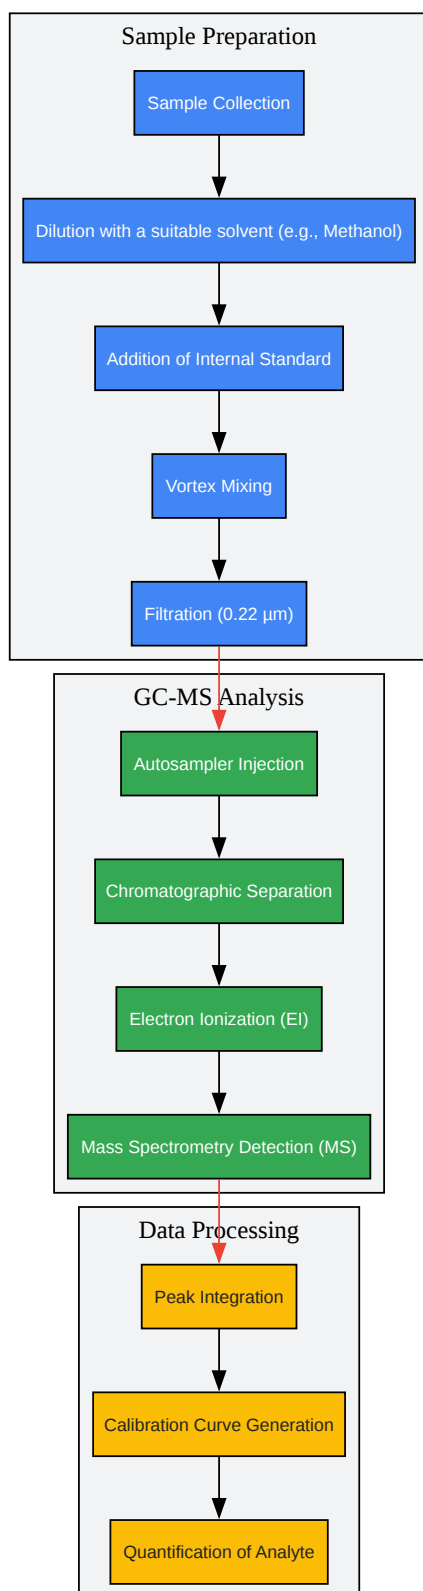 Sample Preparation
Sample Collection
Dilution with a suitable solvent (e.g., Methanol)
Addition of Internal Standard
Vortex Mixing
Filtration (0.22 µm)
GC-MS Analysis
Autosampler Injection
Chromatographic Separation
Electron Ionization (EI)
Mass Spectrometry Detection (MS)
Data Processing
Peak Integration
Calibration Curve Generation
Quantification of Analyte